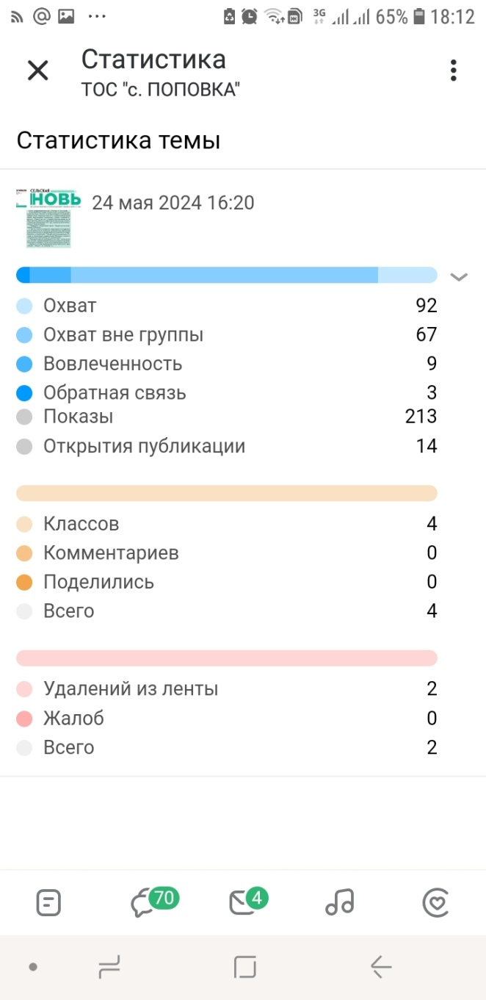 3G 65% 18:12
Статистика
ТОС "с. ПОПОВКА"
Статистика темы
СЕЛЬСКАЯ
НОВЬ
24 мая 2024 16:20
Охват 92
Охват вне группы 67
Вовлеченность 9
Обратная связь 3
Показы 213
Открытия публикации 14
Классов 4
Комментариев 0
Поделились 0
Всего 4
Удалений из ленты 2
Жалоб 0
Всего 2
70 4